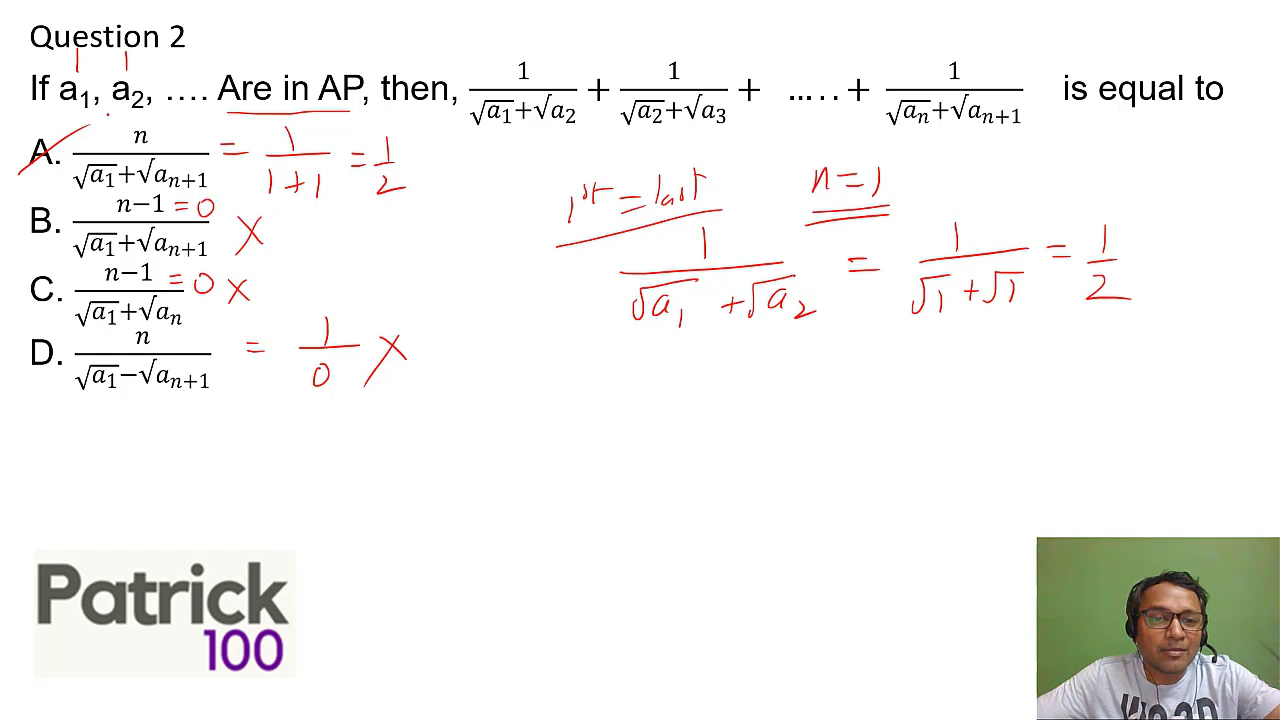 Question 2
1 1
If a₁, a₂, .... Are in AP, then, 1/(√a₁+√a₂) + 1/(√a₂+√a₃) + ..... + 1/(√aₙ+√aₙ₊₁) is equal to
A. n/(√a₁+√aₙ₊₁) = 1/(1+1) = 1/2
B. n−1/(√a₁+√aₙ₊₁) = 0 ✗
C. n−1/(√a₁+√aₙ) = 0 ✗
D. n/(√a₁−√aₙ₊₁) = 1/0 ✗
1st = last n=1
1/(√a₁ +√a₂) = 1/(√1+√1) = 1/2
Patrick
100